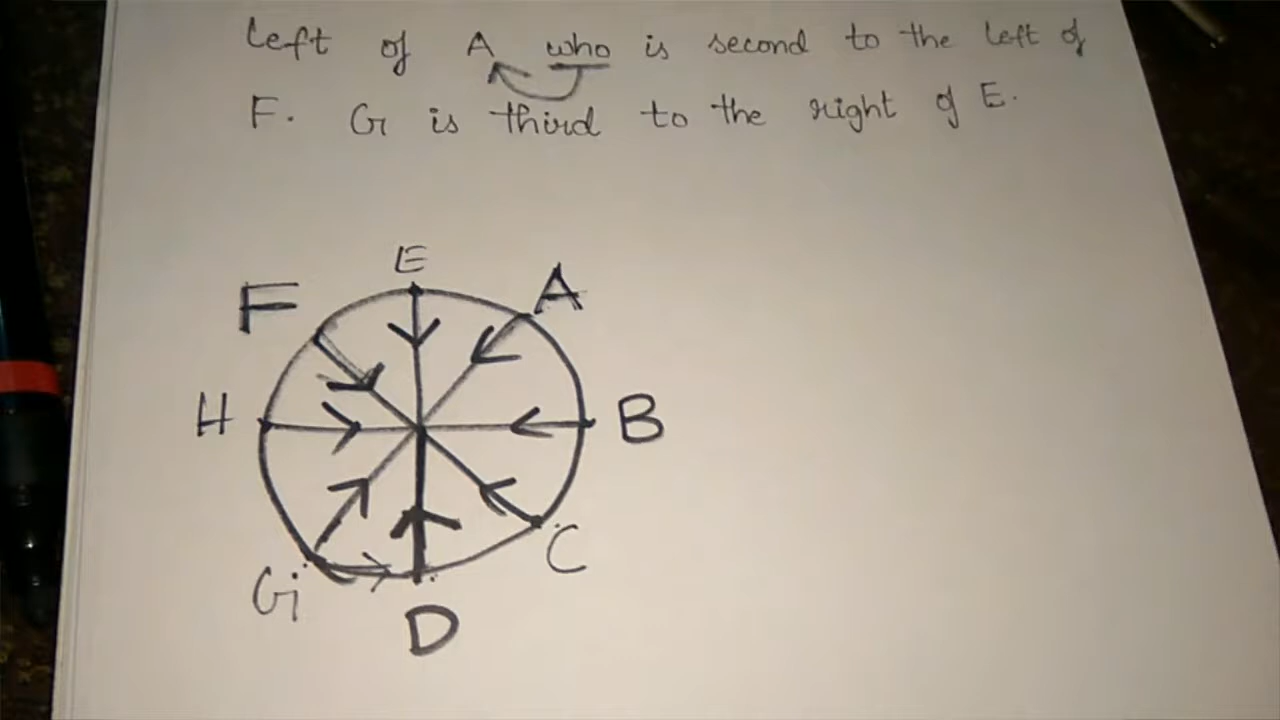 left of A who is second to the left of
F. G is third to the right of E.
E
F
A
H
B
G
C
D